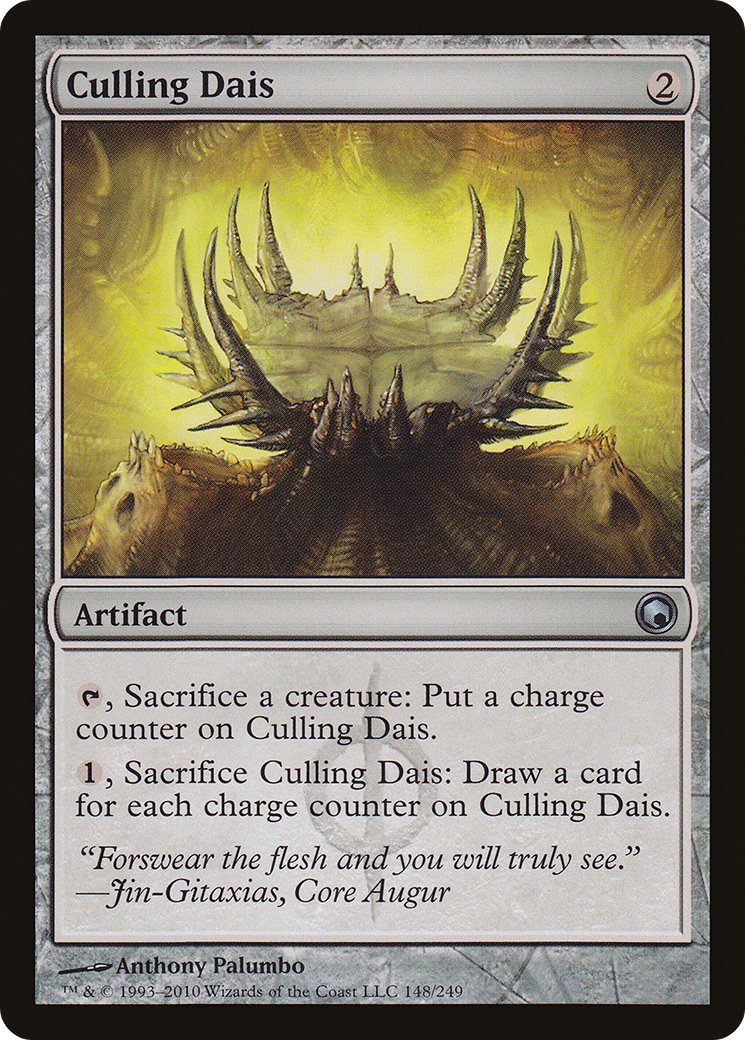 Culling Dais 2
Artifact
, Sacrifice a creature: Put a charge
counter on Culling Dais.
1, Sacrifice Culling Dais: Draw a card
for each charge counter on Culling Dais.
“Forswear the flesh and you will truly see.”
—Jin-Gitaxias, Core Augur
Anthony Palumbo
™ & © 1993–2010 Wizards of the Coast LLC 148/249